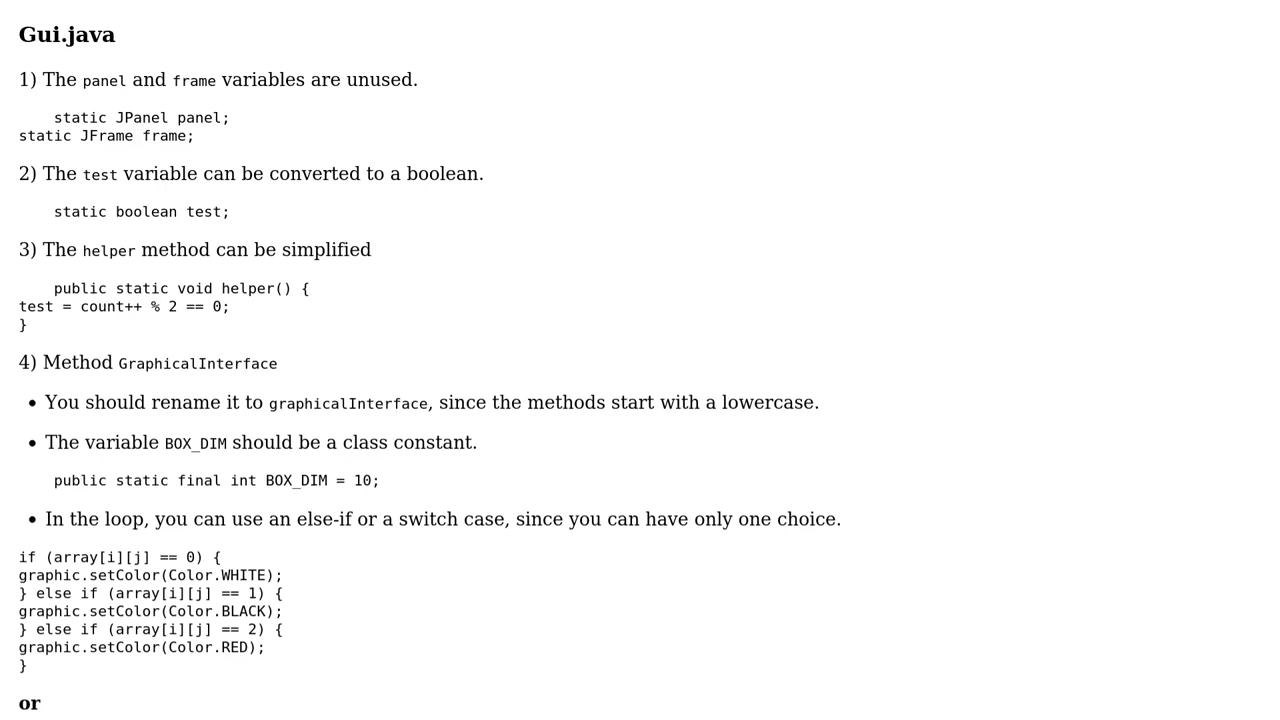 Gui.java
1) The panel and frame variables are unused.
static JPanel panel;
static JFrame frame;
2) The test variable can be converted to a boolean.
static boolean test;
3) The helper method can be simplified
public static void helper() {
test = count++ % 2 == 0;
}
4) Method GraphicalInterface
• You should rename it to graphicalInterface, since the methods start with a lowercase.
• The variable BOX_DIM should be a class constant.
public static final int BOX_DIM = 10;
• In the loop, you can use an else-if or a switch case, since you can have only one choice.
if (array[i][j] == 0) {
graphic.setColor(Color.WHITE);
} else if (array[i][j] == 1) {
graphic.setColor(Color.BLACK);
} else if (array[i][j] == 2) {
graphic.setColor(Color.RED);
}
or